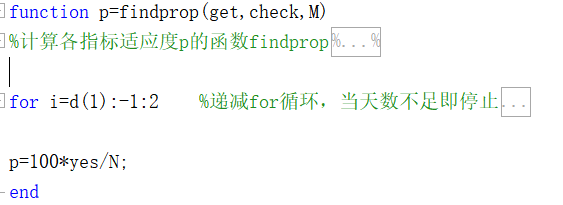 function p=findprop(get,check,M)
%计算各指标适应度p的函数findprop%...%
for i=d(1):-1:2 %递减for循环，当天数不足即停止...
p=100*yes/N;
end